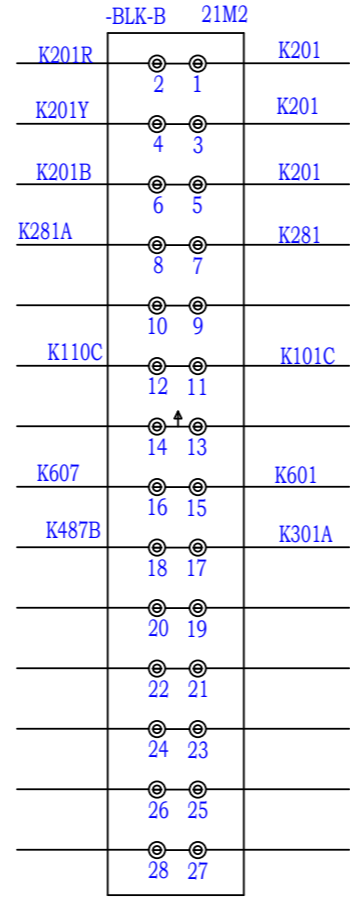 -BLK-B 21M2
K201R K201
2 1
K201Y K201
4 3
K201B K201
6 5
K281A K281
8 7
10 9
K110C K101C
12 11
14 13
K607 K601
16 15
K487B K301A
18 17
20 19
22 21
24 23
26 25
28 27